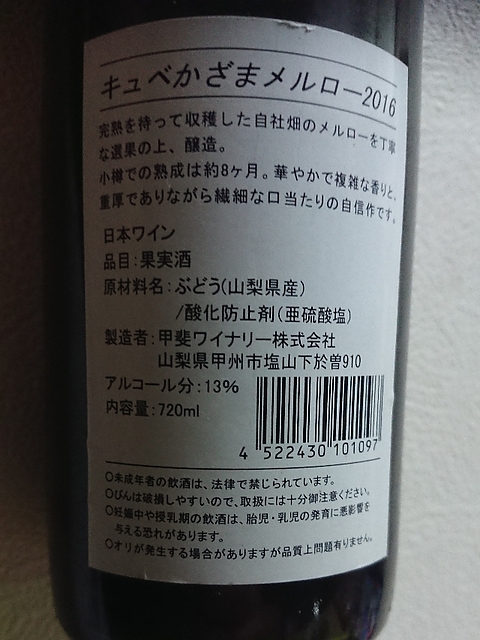 キュベかざまメルロー2016
完熟を待って収穫した自社畑のメルローを丁寧
な選果の上、醸造。
小樽での熟成は約8ヶ月。華やかで複雑な香りと、
重厚でありながら繊細な口当たりの自信作です。
日本ワイン
品目:果実酒
原材料名:ぶどう(山梨県産)
/酸化防止剤(亜硫酸塩)
製造者:甲斐ワイナリー株式会社
山梨県甲州市塩山下於曽910
アルコール分:13%
内容量:720ml
4 522430 101097
○未成年者の飲酒は、法律で禁じられています。
○びんは破損しやすいので、取扱には十分御注意ください。
○妊娠中や授乳期の飲酒は、胎児・乳児の発育に悪影響を
与える恐れがあります。
○オリが発生する場合がありますが品質上問題有りません。